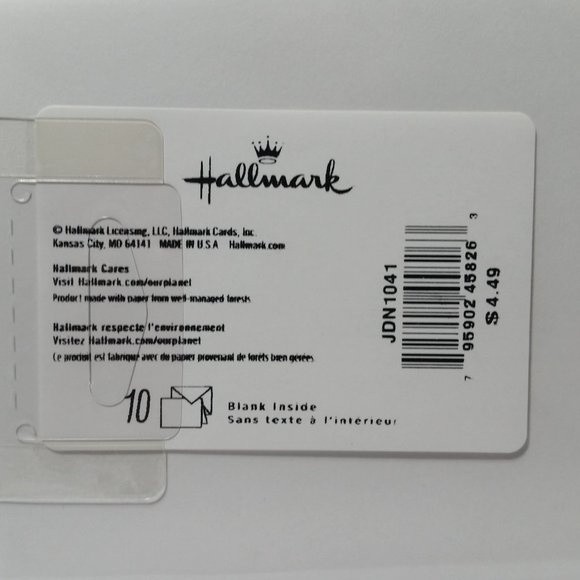 Hallmark
© Hallmark Licensing, LLC, Hallmark Cards, Inc.
Kansas City, MO 64141 MADE IN U.S.A Hallmark.com
Hallmark Cares
Visit Hallmark.com/ourplanet
Product made with paper from well-managed forests
Hallmark respecte l'environnement
Visitez Hallmark.com/ourplanet
Ce produit est fabriqué avec du papier provenant de forêts bien gérées
10
Blank Inside
Sans texte à l'intérieur
JDN1041
7 95902 45826 3
$4.49